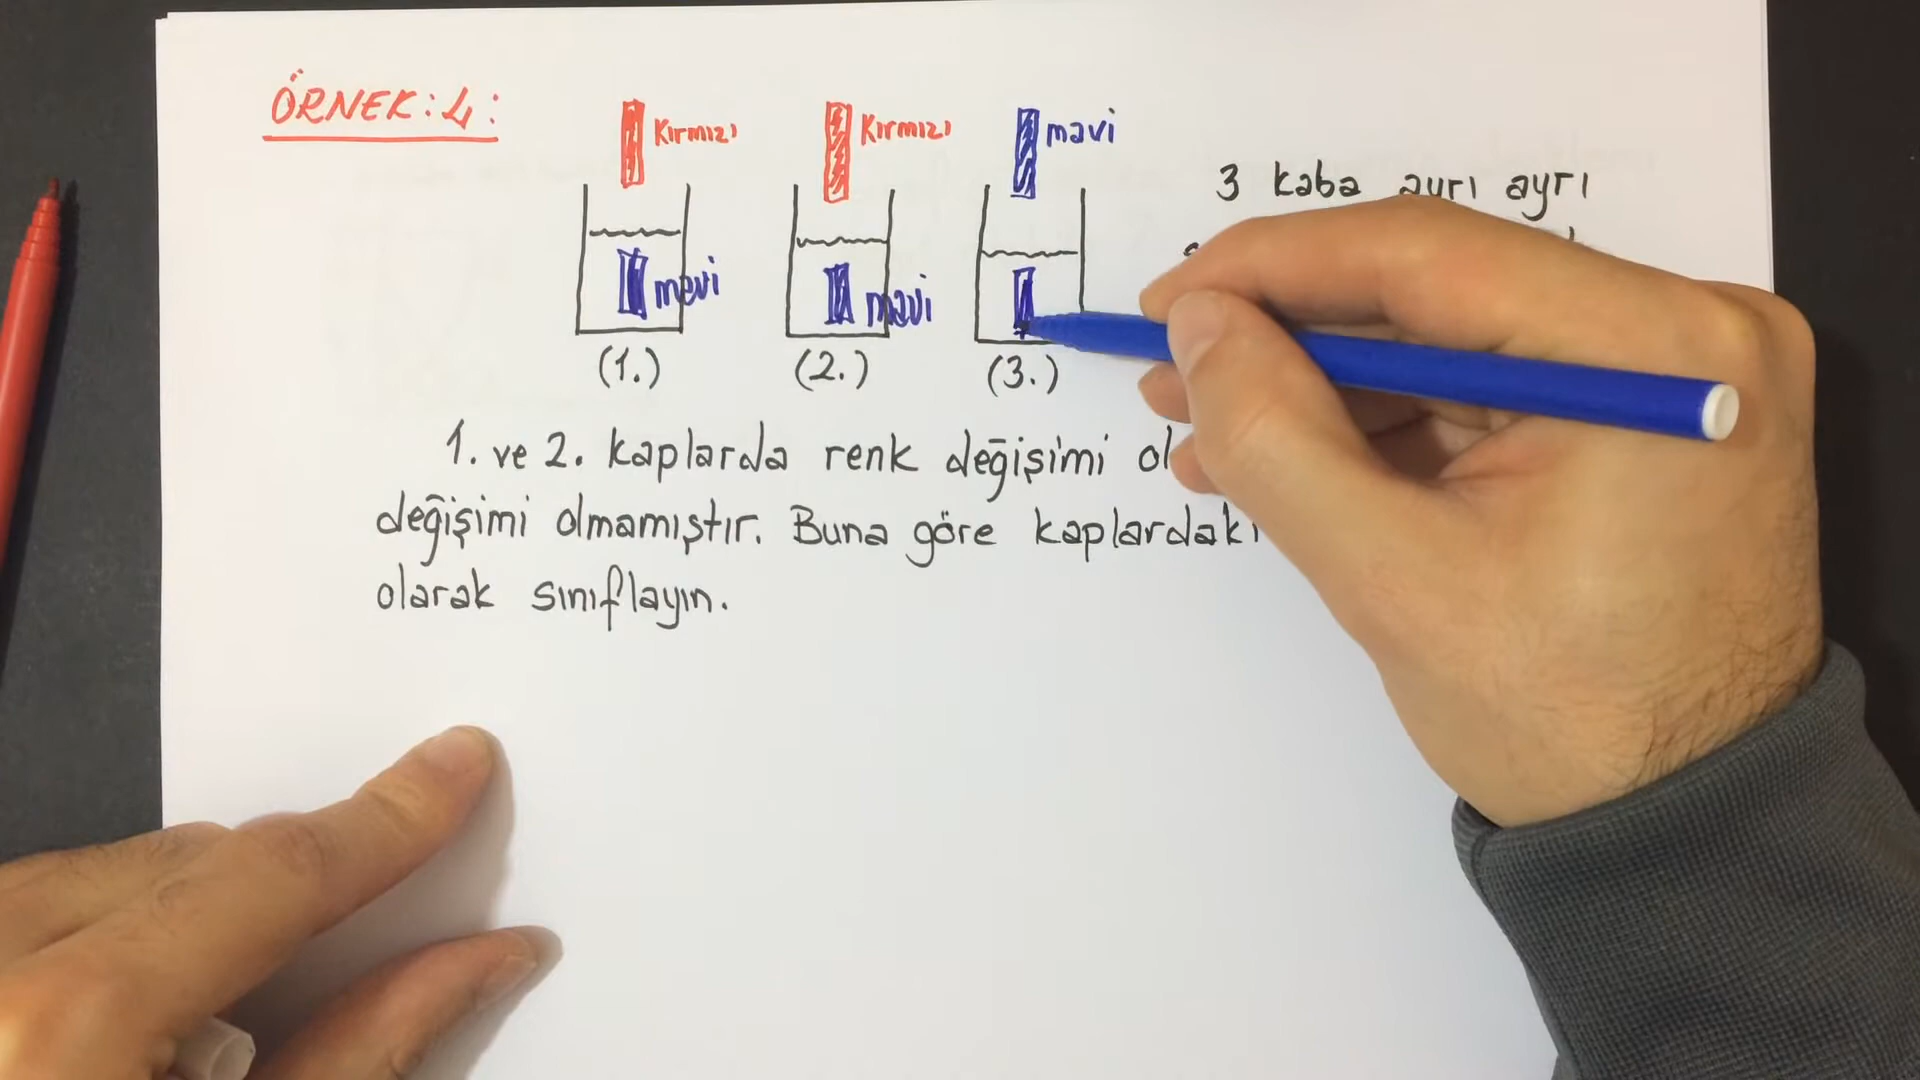 ÖRNEK:4:
Kırmızı
Kırmızı
mavi
mavi
mavi
(1.)
(2.)
(3.)
3 kaba ayrı ayrı
1. ve 2. kaplarda renk değişimi
değişimi olmamıştır. Buna göre kaplardaki
olarak sınıflayın.